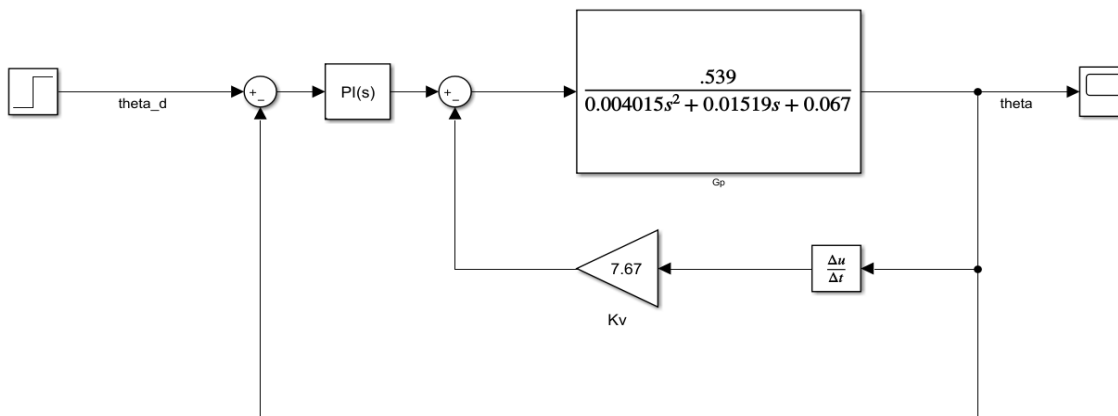 theta_d
+
−
PI(s)
+
−
.539
0.004015s² + 0.01519s + 0.067
Gp
theta
7.67
Kv
Δu
Δt